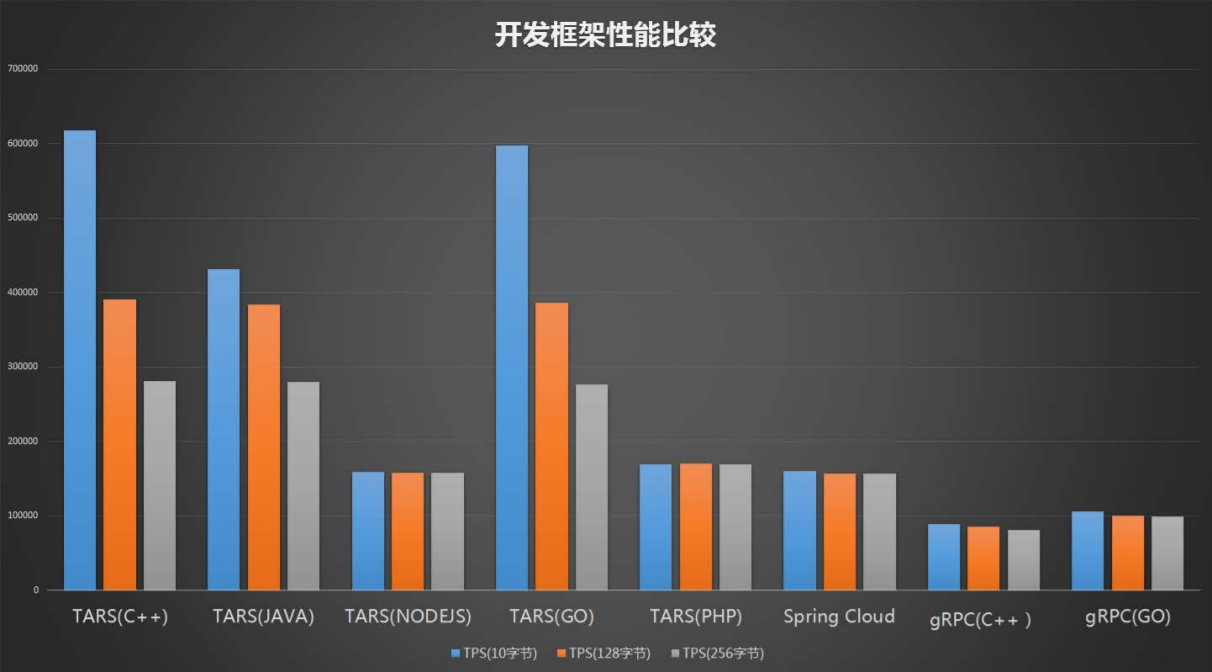 开发框架性能比较
700000
600000
500000
400000
300000
200000
100000
0
TARS(C++) TARS(JAVA) TARS(NODEJS) TARS(GO) TARS(PHP) Spring Cloud gRPC(C++ ) gRPC(GO)
TPS(10字节) TPS(128字节) TPS(256字节)